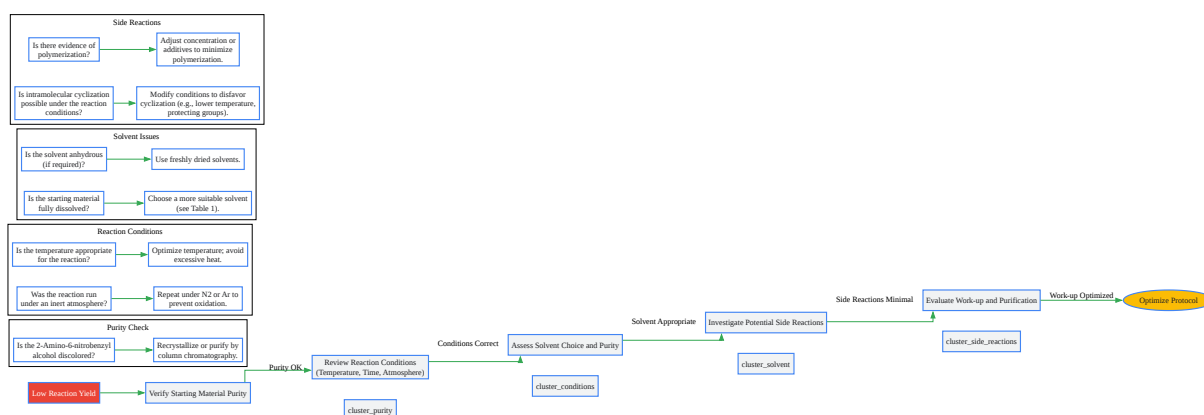 Side Reactions
Is there evidence of
polymerization?
Adjust concentration or
additives to minimize
polymerization.
Is intramolecular cyclization
possible under the reaction
conditions?
Modify conditions to disfavor
cyclization (e.g., lower temperature,
protecting groups).
Solvent Issues
Is the solvent anhydrous
(if required)?
Use freshly dried solvents.
Is the starting material
fully dissolved?
Choose a more suitable solvent
(see Table 1).
Reaction Conditions
Is the temperature appropriate
for the reaction?
Optimize temperature; avoid
excessive heat.
Was the reaction run
under an inert atmosphere?
Repeat under N2 or Ar to
prevent oxidation.
Purity Check
Is the 2-Amino-6-nitrobenzyl
alcohol discolored?
Recrystallize or purify by
column chromatography.
Low Reaction Yield
Verify Starting Material Purity
Purity OK
Review Reaction Conditions
(Temperature, Time, Atmosphere)
cluster_purity
Conditions Correct
Assess Solvent Choice and Purity
cluster_conditions
Solvent Appropriate
Investigate Potential Side Reactions
cluster_solvent
Side Reactions Minimal
Evaluate Work-up and Purification
cluster_side_reactions
Work-up Optimized
Optimize Protocol